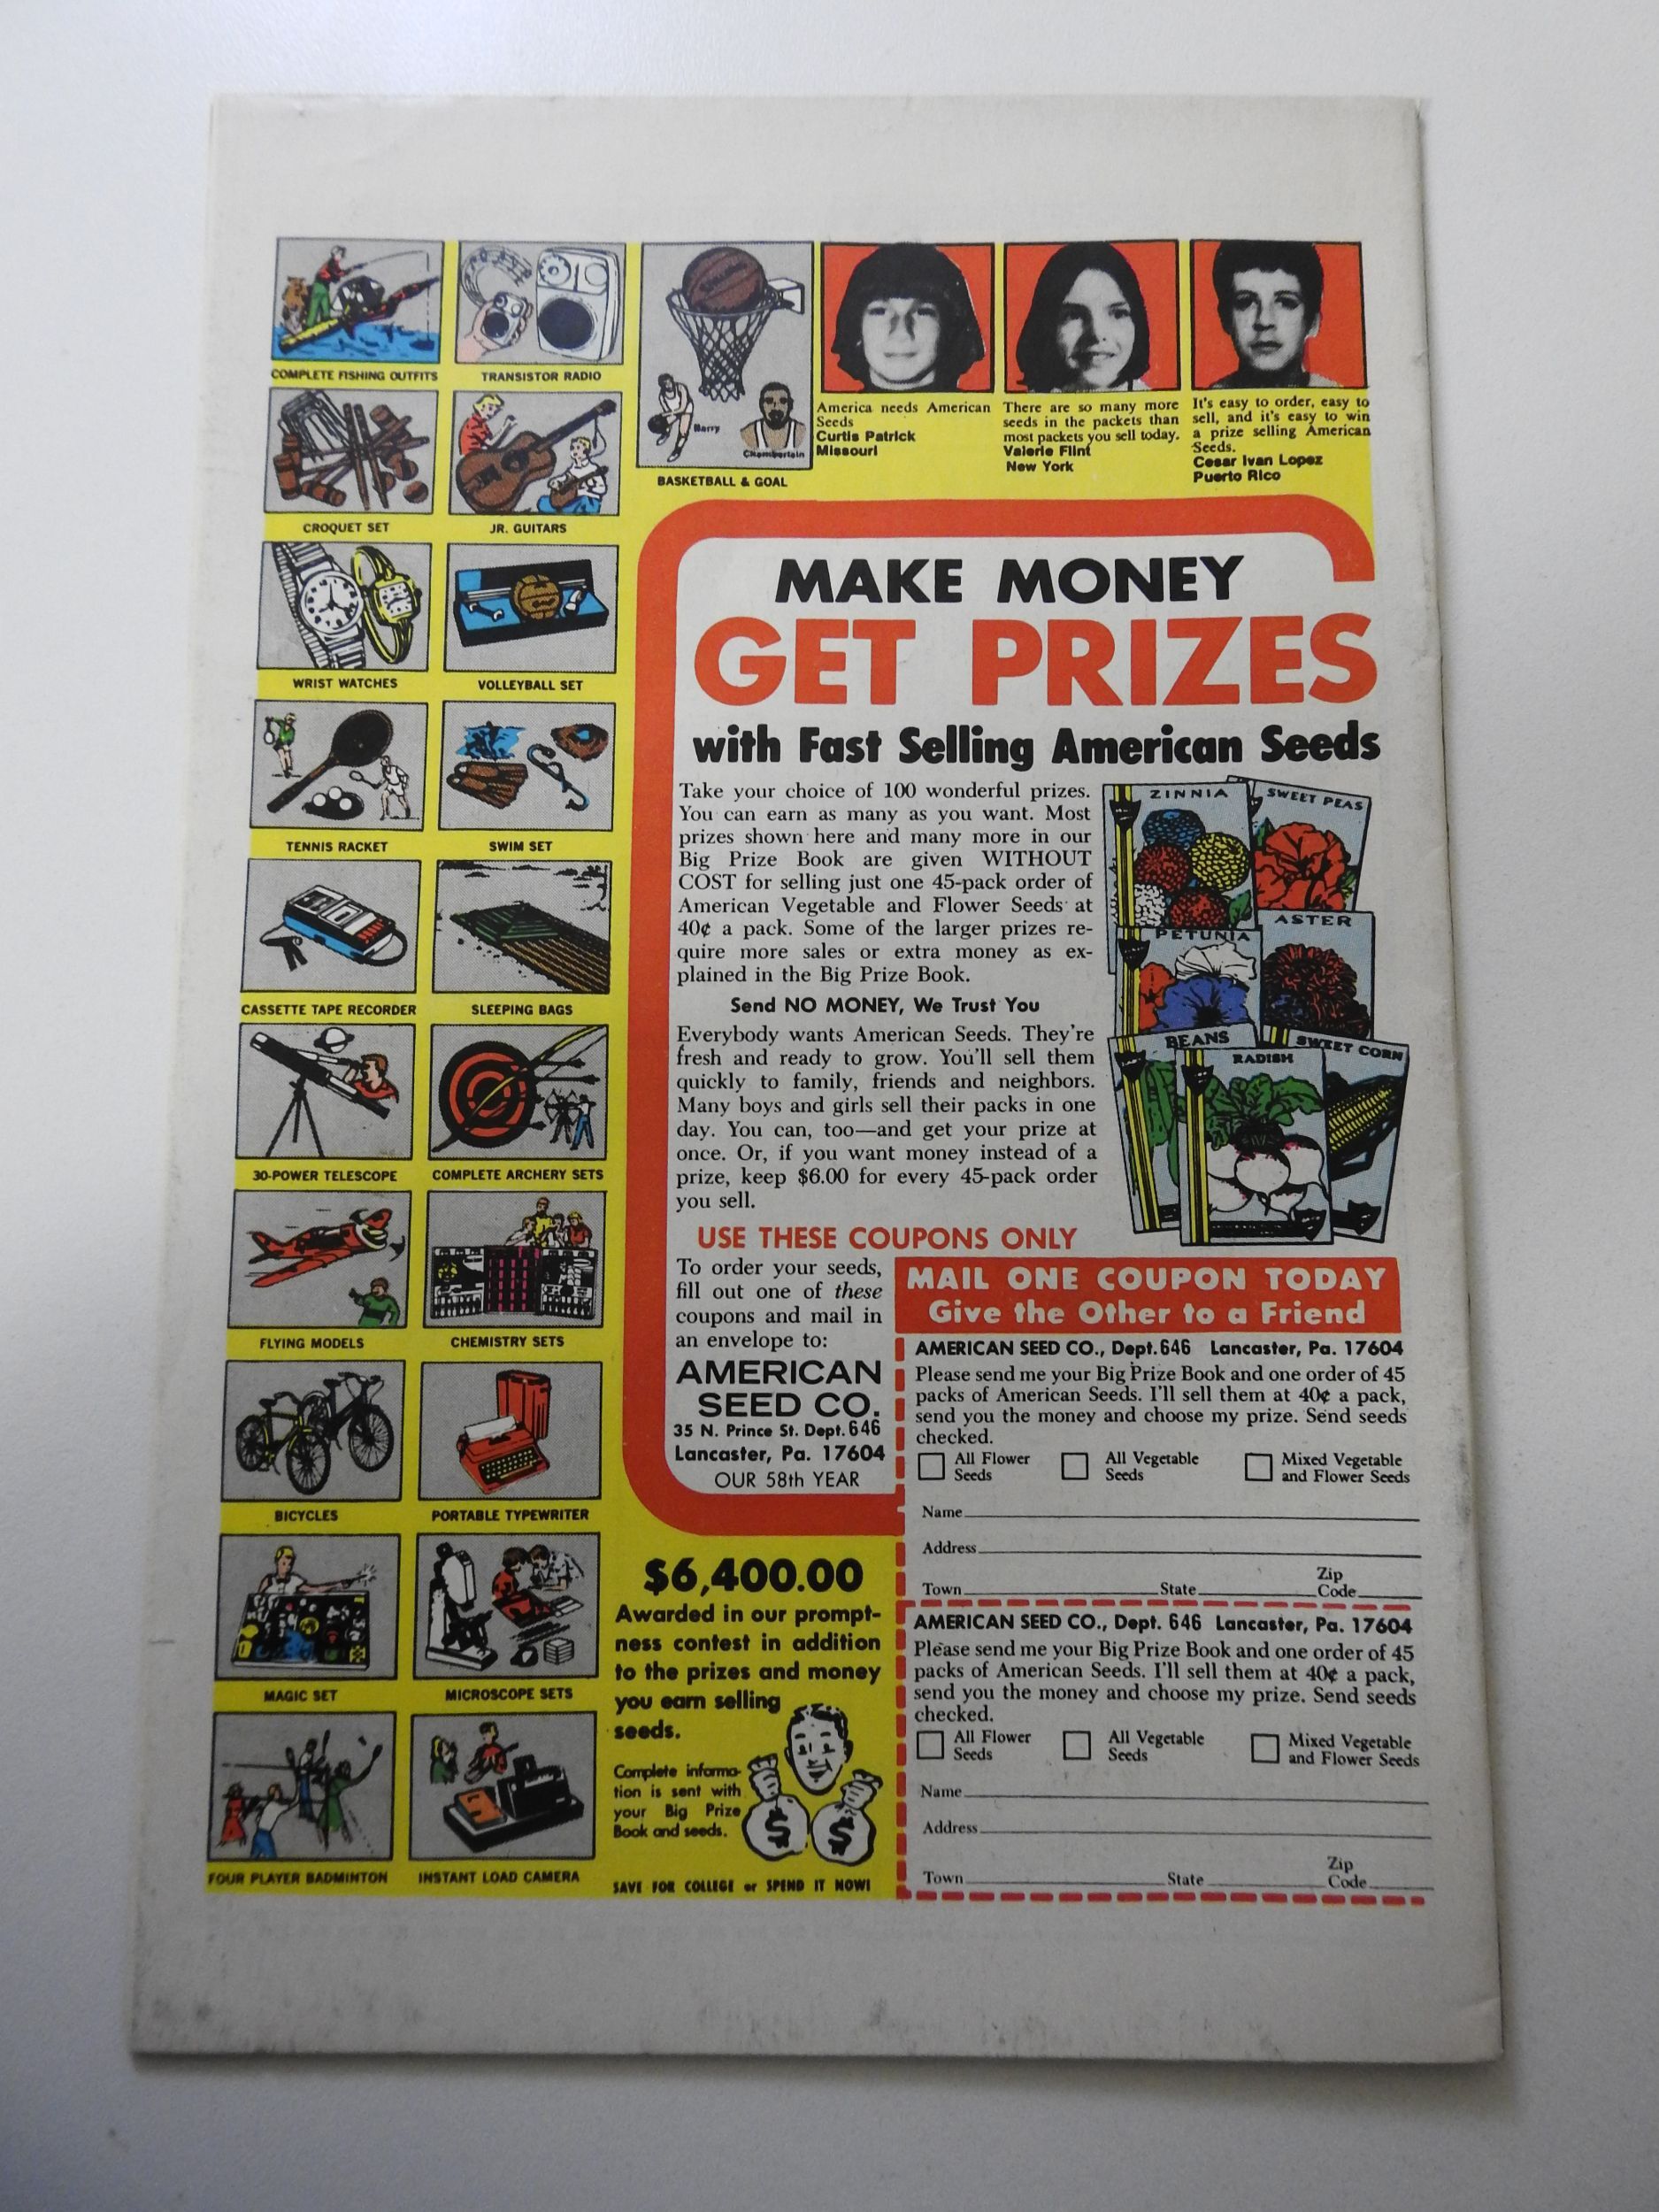 COMPLETE FISHING OUTFITS
TRANSISTOR RADIO
Barry
Chamberlain
BASKETBALL & GOAL
America needs American
Seeds
Curtis Patrick
Missouri
There are so many more
seeds in the packets than
most packets you sell today.
Valerie Flint
New York
It's easy to order, easy to
sell, and it's easy to win
a prize selling American
Seeds.
Cesar Ivan Lopez
Puerto Rico
CROQUET SET
JR. GUITARS
WRIST WATCHES
VOLLEYBALL SET
TENNIS RACKET
SWIM SET
CASSETTE TAPE RECORDER
SLEEPING BAGS
30-POWER TELESCOPE
COMPLETE ARCHERY SETS
FLYING MODELS
CHEMISTRY SETS
BICYCLES
PORTABLE TYPEWRITER
MAGIC SET
MICROSCOPE SETS
FOUR PLAYER BADMINTON
INSTANT LOAD CAMERA
MAKE MONEY
GET PRIZES
with Fast Selling American Seeds
Take your choice of 100 wonderful prizes.
You can earn as many as you want. Most
prizes shown here and many more in our
Big Prize Book are given WITHOUT
COST for selling just one 45-pack order of
American Vegetable and Flower Seeds at
40¢ a pack. Some of the larger prizes re-
quire more sales or extra money as ex-
plained in the Big Prize Book.
Send NO MONEY, We Trust You
Everybody wants American Seeds. They're
fresh and ready to grow. You'll sell them
quickly to family, friends and neighbors.
Many boys and girls sell their packs in one
day. You can, too—and get your prize at
once. Or, if you want money instead of a
prize, keep $6.00 for every 45-pack order
you sell.
ZINNIA
SWEET PEAS
PETUNIA
ASTER
BEANS
RADISH
SWEET CORN
USE THESE COUPONS ONLY
To order your seeds,
fill out one of these
coupons and mail in
an envelope to:
AMERICAN
SEED CO.
35 N. Prince St. Dept. 646
Lancaster, Pa. 17604
OUR 58th YEAR
$6,400.00
Awarded in our prompt-
ness contest in addition
to the prizes and money
you earn selling
seeds.
Complete informa-
tion is sent with
your Big Prize
Book and seeds.
$
$
SAVE FOR COLLEGE or SPEND IT NOW!
MAIL ONE COUPON TODAY
Give the Other to a Friend
AMERICAN SEED CO., Dept. 646 Lancaster, Pa. 17604
Please send me your Big Prize Book and one order of 45
packs of American Seeds. I'll sell them at 40¢ a pack,
send you the money and choose my prize. Send seeds
checked.
All Flower
Seeds
All Vegetable
Seeds
Mixed Vegetable
and Flower Seeds
Name
Address
Town State Zip
Code
AMERICAN SEED CO., Dept. 646 Lancaster, Pa. 17604
Please send me your Big Prize Book and one order of 45
packs of American Seeds. I'll sell them at 40¢ a pack,
send you the money and choose my prize. Send seeds
checked.
All Flower
Seeds
All Vegetable
Seeds
Mixed Vegetable
and Flower Seeds
Name
Address
Town State Zip
Code